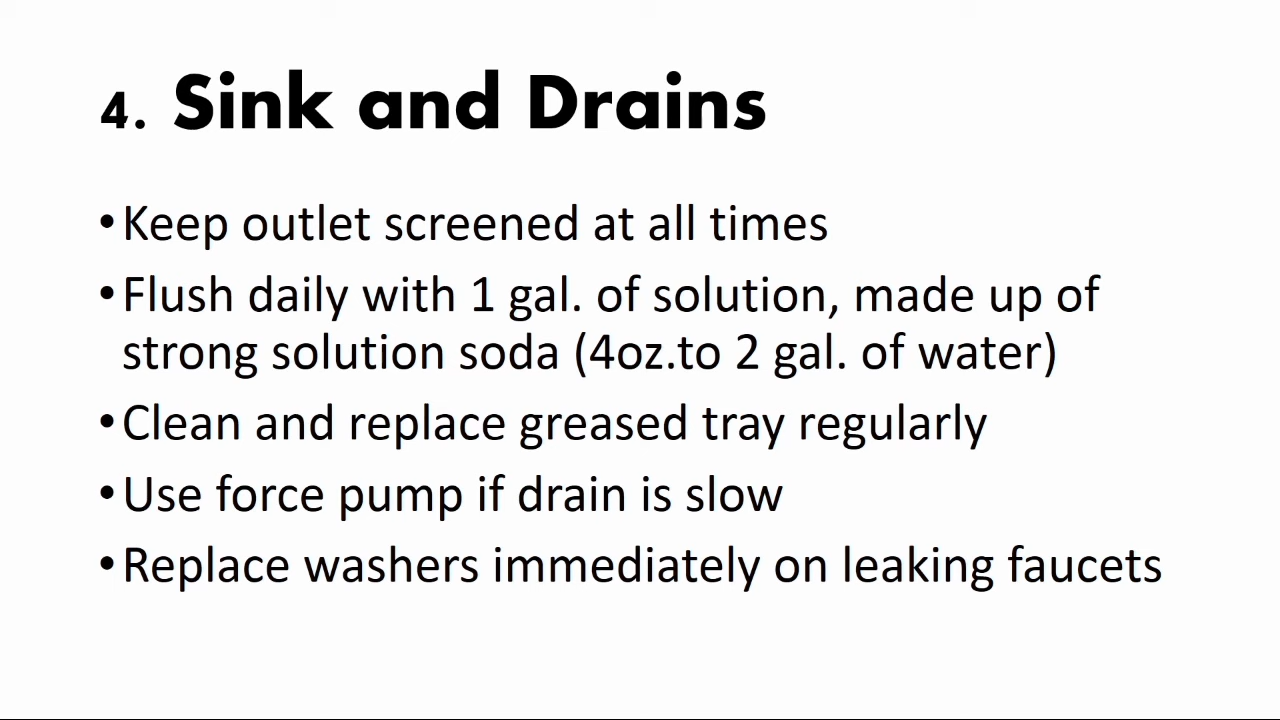 4. Sink and Drains
•Keep outlet screened at all times
•Flush daily with 1 gal. of solution, made up of
strong solution soda (4oz.to 2 gal. of water)
•Clean and replace greased tray regularly
•Use force pump if drain is slow
•Replace washers immediately on leaking faucets